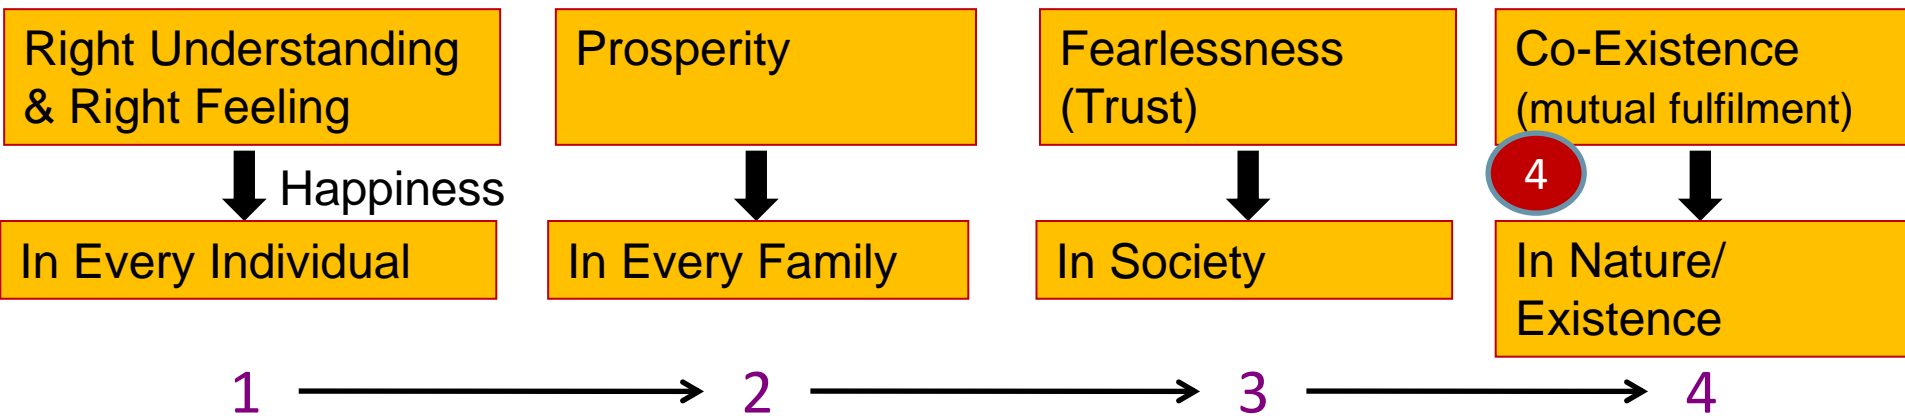 Right Understanding
& Right Feeling
Prosperity
Fearlessness
(Trust)
Co-Existence
(mutual fulfilment)
4
Happiness
In Every Individual
In Every Family
In Society
In Nature/
Existence
1
2
3
4